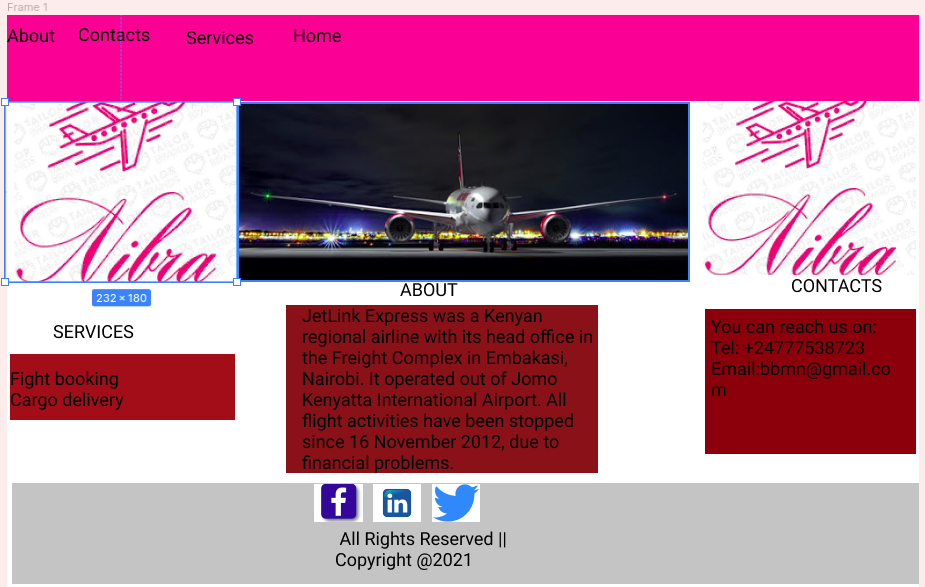 Frame 1
About Contacts Services Home
TAILOR BRANDS
Nibra
Nibra
232 × 180
ABOUT
CONTACTS
SERVICES
Fight booking
Cargo delivery
JetLink Express was a Kenyan
regional airline with its head office in
the Freight Complex in Embakasi,
Nairobi. It operated out of Jomo
Kenyatta International Airport. All
flight activities have been stopped
since 16 November 2012, due to
financial problems.
You can reach us on:
Tel: +24777538723
Email:bbmn@gmail.co
m
f
in
All Rights Reserved ||
Copyright @2021